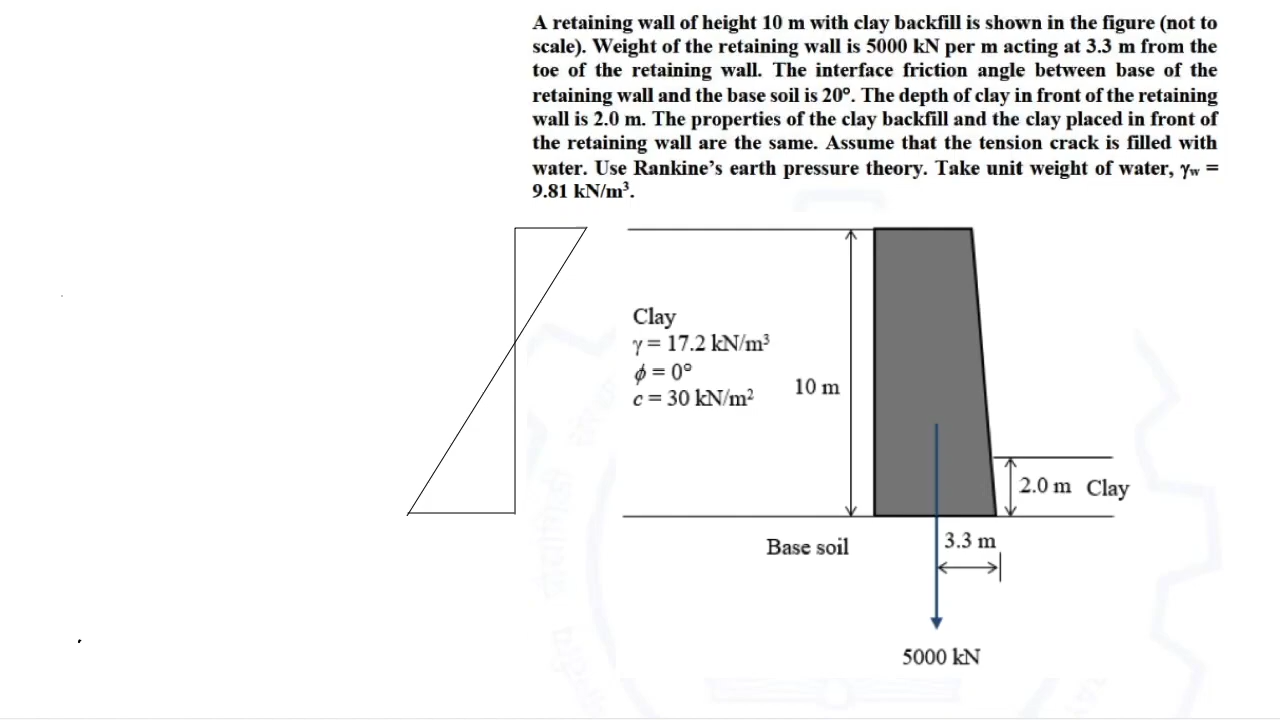 A retaining wall of height 10 m with clay backfill is shown in the figure (not to
scale). Weight of the retaining wall is 5000 kN per m acting at 3.3 m from the
toe of the retaining wall. The interface friction angle between base of the
retaining wall and the base soil is 20°. The depth of clay in front of the retaining
wall is 2.0 m. The properties of the clay backfill and the clay placed in front of
the retaining wall are the same. Assume that the tension crack is filled with
water. Use Rankine's earth pressure theory. Take unit weight of water, γw =
9.81 kN/m³.
Clay
γ = 17.2 kN/m³
ϕ = 0°
c = 30 kN/m²
10 m
2.0 m Clay
Base soil
3.3 m
5000 kN